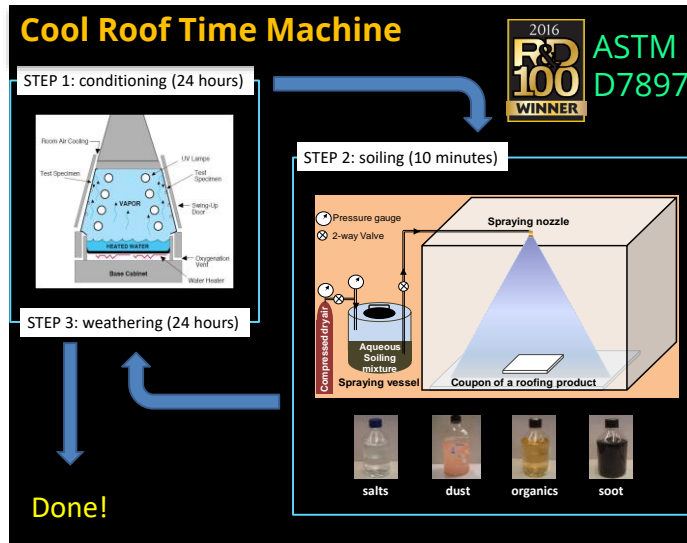 Cool Roof Time Machine
2016
R&D
100
WINNER
ASTM
D7897
STEP 1: conditioning (24 hours)
Room Air Cooling
UV Lamps
Test Specimen
Test
Specimen
VAPOR
Swing-Up
Door
HEATED WATER
Oxygenation
Vent
Base Cabinet
Water Heater
STEP 2: soiling (10 minutes)
Pressure gauge
2-way Valve
Spraying nozzle
Compressed dry air
Aqueous
Soiling
mixture
Spraying vessel
Coupon of a roofing product
salts
dust
organics
soot
STEP 3: weathering (24 hours)
Done!